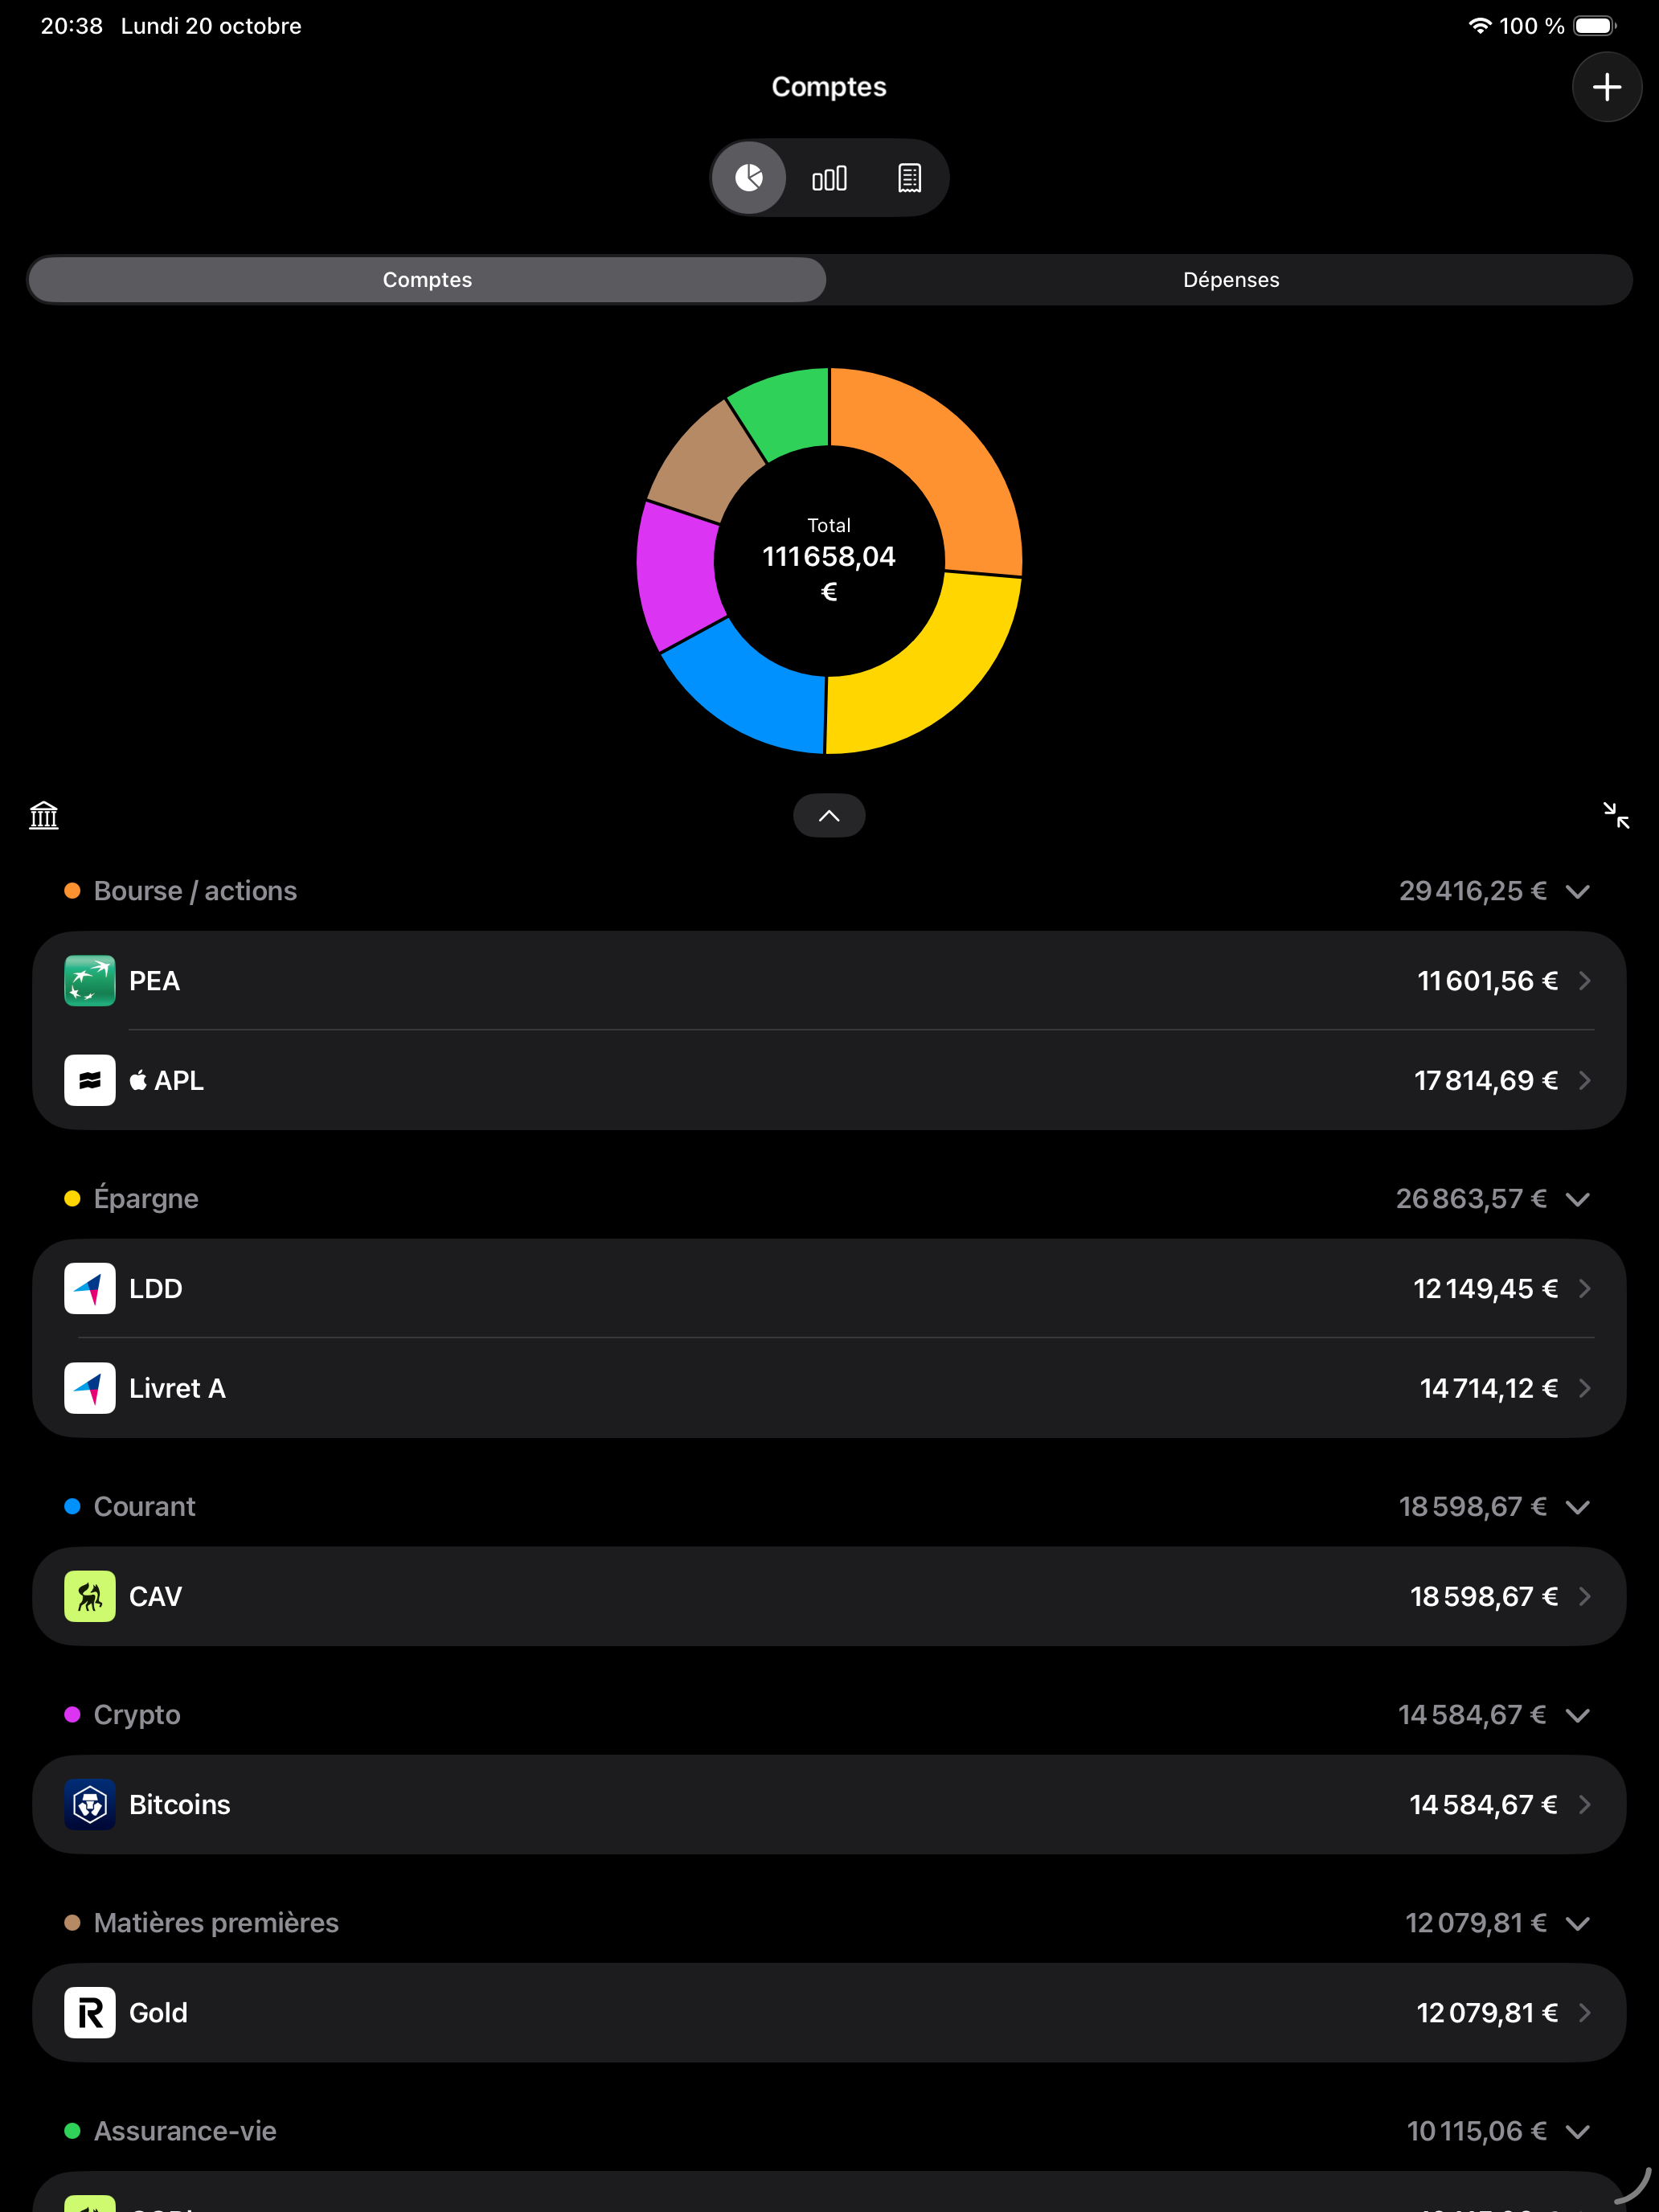 20:38 Lundi 20 octobre 100 %
Comptes
Comptes Dépenses
Total
111 658,04
€
Bourse / actions 29 416,25 €
PEA 11 601,56 €
APL 17 814,69 €
Épargne 26 863,57 €
LDD 12 149,45 €
Livret A 14 714,12 €
Courant 18 598,67 €
CAV 18 598,67 €
Crypto 14 584,67 €
Bitcoins 14 584,67 €
Matières premières 12 079,81 €
Gold 12 079,81 €
Assurance-vie 10 115,06 €